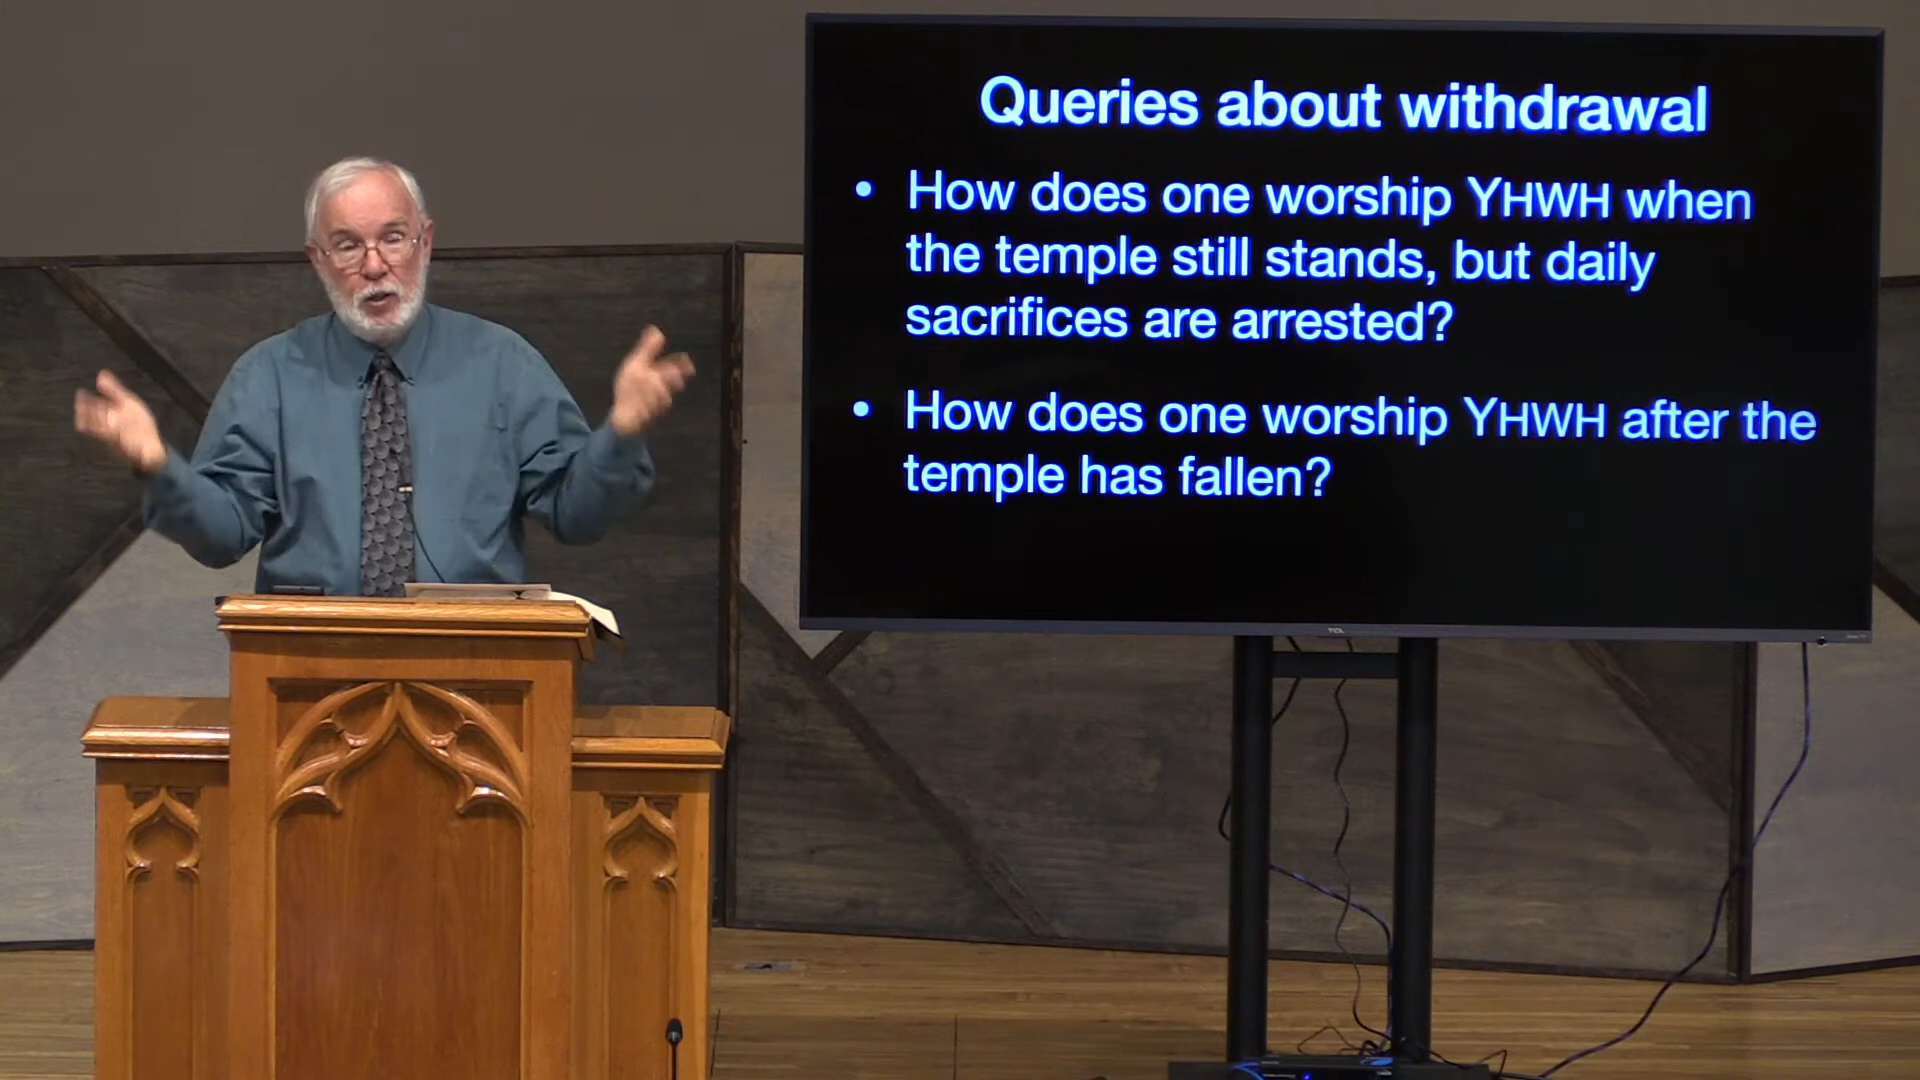 Queries about withdrawal
• How does one worship YHWH when
the temple still stands, but daily
sacrifices are arrested?
• How does one worship YHWH after the
temple has fallen?
TCL